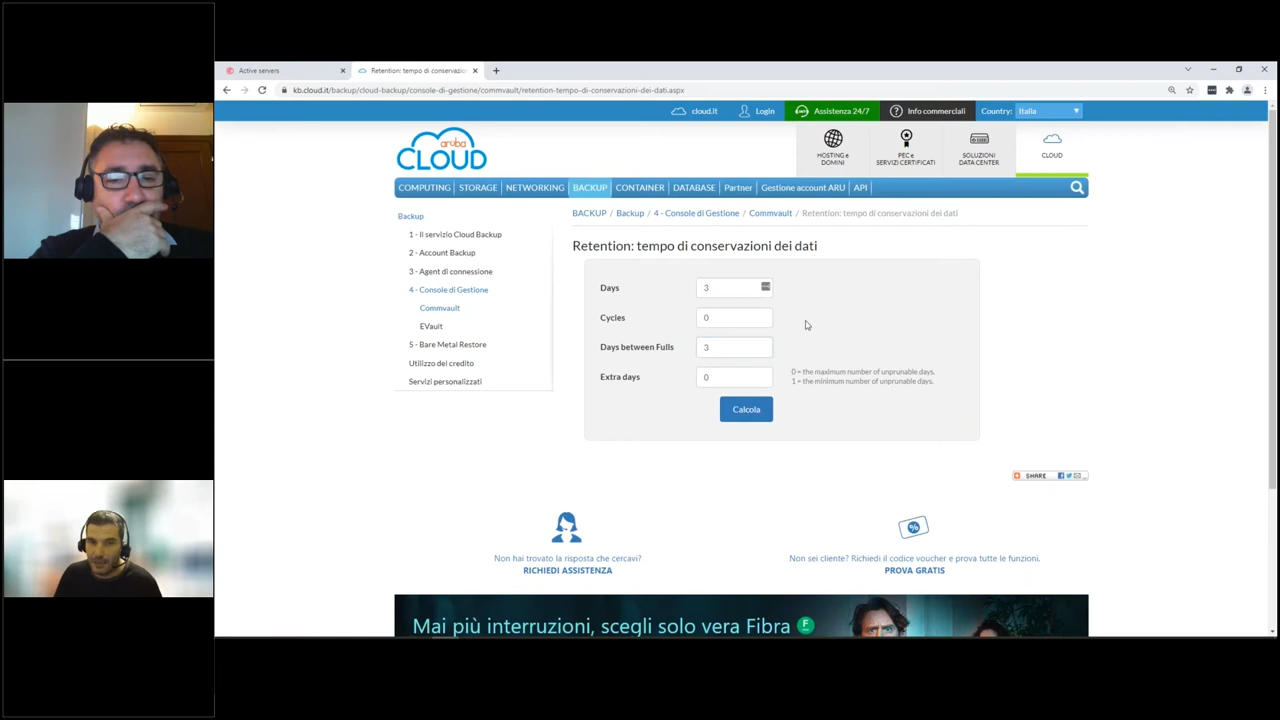 Active servers
Retention: tempo di conservazio
kb.cloud.it/backup/cloud-backup/console-di-gestione/commvault/retention-tempo-di-conservazioni-dei-dati.aspx
cloud.it
Login
Assistenza 24/7
Info commerciali
Country:
Italia
aruba
CLOUD
HOSTING e
DOMINI
PEC e
SERVIZI CERTIFICATI
SOLUZIONI
DATA CENTER
CLOUD
COMPUTING
STORAGE
NETWORKING
BACKUP
CONTAINER
DATABASE
Partner
Gestione account ARU
API
Backup
1 - Il servizio Cloud Backup
2 - Account Backup
3 - Agent di connessione
4 - Console di Gestione
Commvault
EVault
5 - Bare Metal Restore
Utilizzo del credito
Servizi personalizzati
BACKUP / Backup / 4 - Console di Gestione / Commvault / Retention: tempo di conservazioni dei dati
Retention: tempo di conservazioni dei dati
Days 3
Cycles 0
Days between Fulls 3
Extra days 0
0 = the maximum number of unprunable days.
1 = the minimum number of unprunable days.
Calcola
SHARE
Non hai trovato la risposta che cercavi?
RICHIEDI ASSISTENZA
Non sei cliente? Richiedi il codice voucher e prova tutte le funzioni.
PROVA GRATIS
Mai più interruzioni, scegli solo vera Fibra F